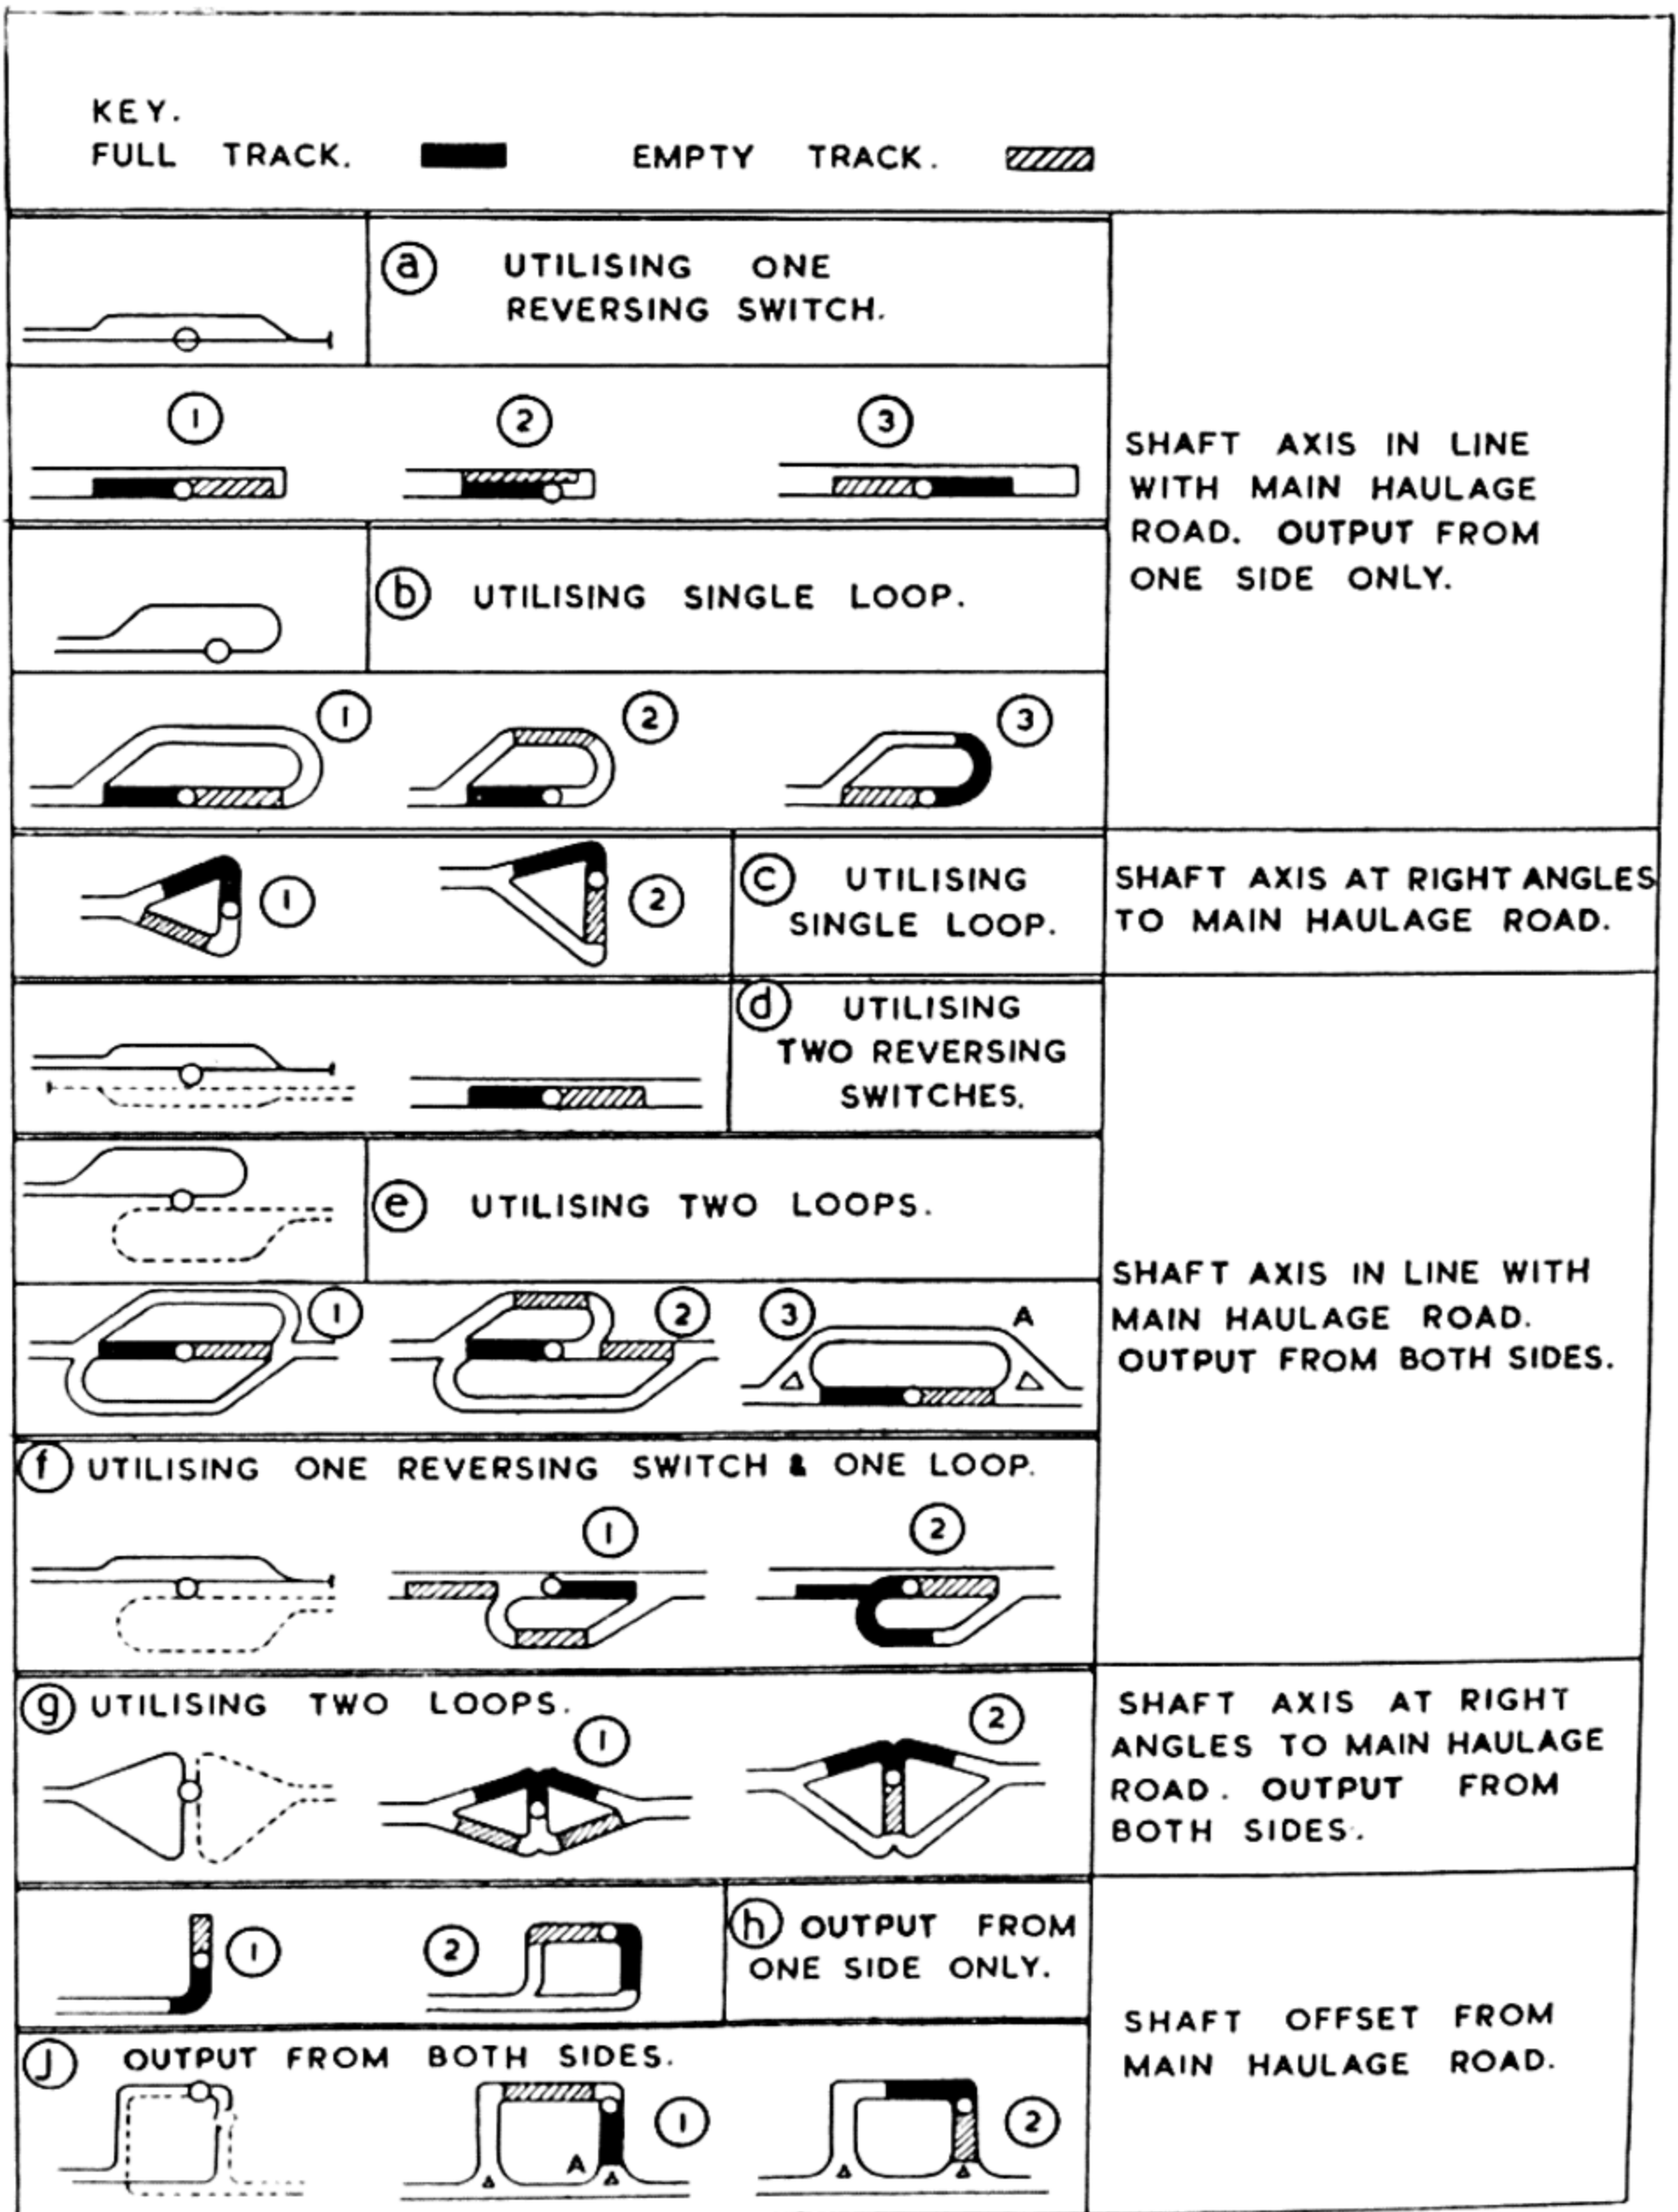 KEY.
FULL TRACK. EMPTY TRACK.
a UTILISING ONE
REVERSING SWITCH.
1 2 3
SHAFT AXIS IN LINE
WITH MAIN HAULAGE
ROAD. OUTPUT FROM
ONE SIDE ONLY.
b UTILISING SINGLE LOOP.
1 2 3
1 2
c UTILISING
SINGLE LOOP.
SHAFT AXIS AT RIGHT ANGLES
TO MAIN HAULAGE ROAD.
d UTILISING
TWO REVERSING
SWITCHES.
e UTILISING TWO LOOPS.
1 2 3 A
SHAFT AXIS IN LINE WITH
MAIN HAULAGE ROAD.
OUTPUT FROM BOTH SIDES.
f UTILISING ONE REVERSING SWITCH & ONE LOOP.
1 2
g UTILISING TWO LOOPS.
1 2
SHAFT AXIS AT RIGHT
ANGLES TO MAIN HAULAGE
ROAD. OUTPUT FROM
BOTH SIDES.
1 2
h OUTPUT FROM
ONE SIDE ONLY.
SHAFT OFFSET FROM
MAIN HAULAGE ROAD.
J OUTPUT FROM BOTH SIDES.
A 1 2